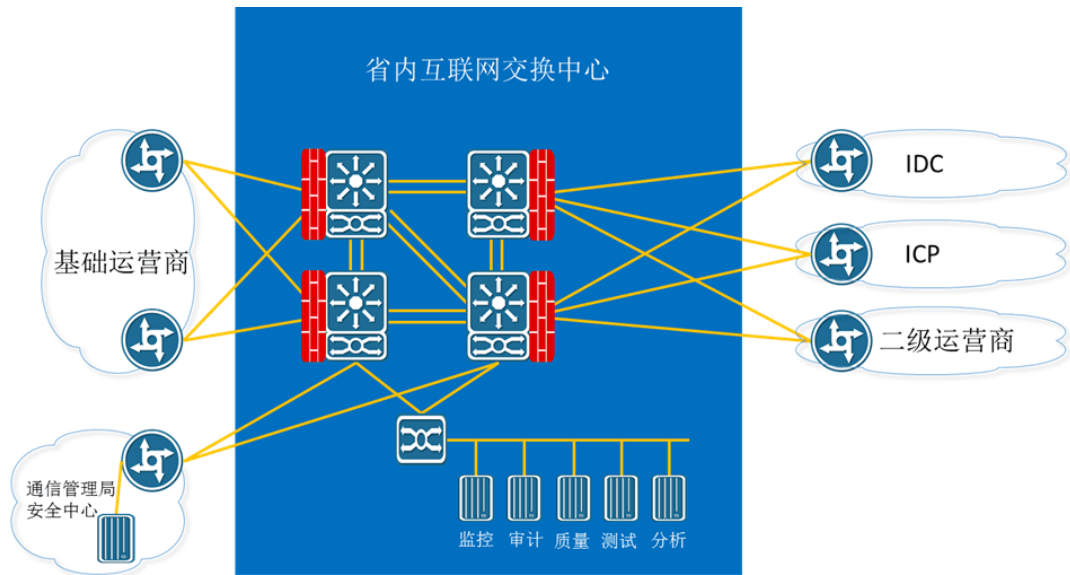 省内互联网交换中心
基础运营商
IDC
ICP
二级运营商
通信管理局
安全中心
监控 审计 质量 测试 分析